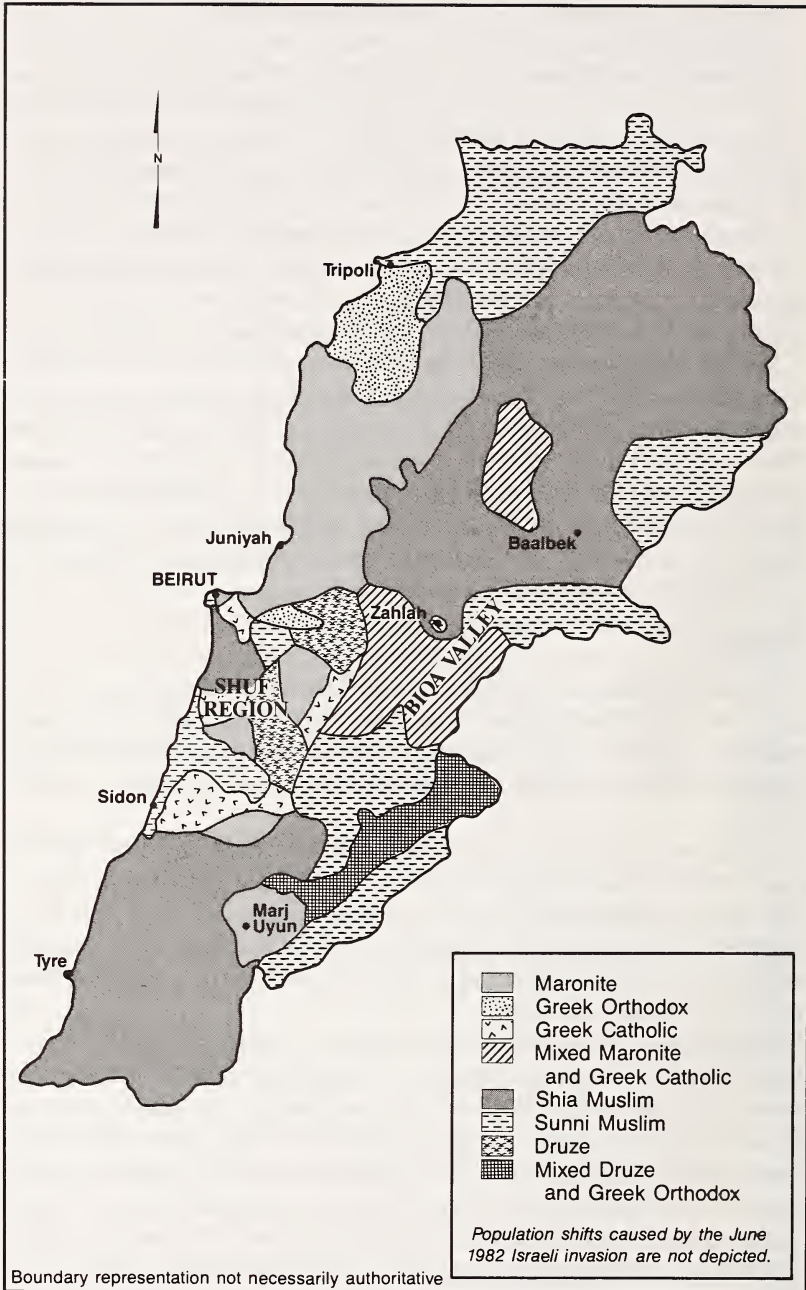 N
Tripoli
Juniyah
BEIRUT
Baalbek
Zahlah
BIQA VALLEY
SHUF
REGION
Sidon
Marj
Uyun
Tyre
Maronite
Greek Orthodox
Greek Catholic
Mixed Maronite
and Greek Catholic
Shia Muslim
Sunni Muslim
Druze
Mixed Druze
and Greek Orthodox
Population shifts caused by the June
1982 Israeli invasion are not depicted.
Boundary representation not necessarily authoritative